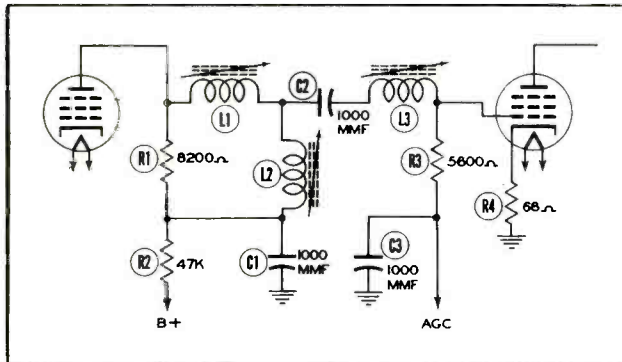 C2
L1
1000
MMF
L3
R1
8200Ω
L2
R3
5600Ω
R4
68Ω
R2
47K
C1
1000
MMF
C3
1000
MMF
B+
AGC